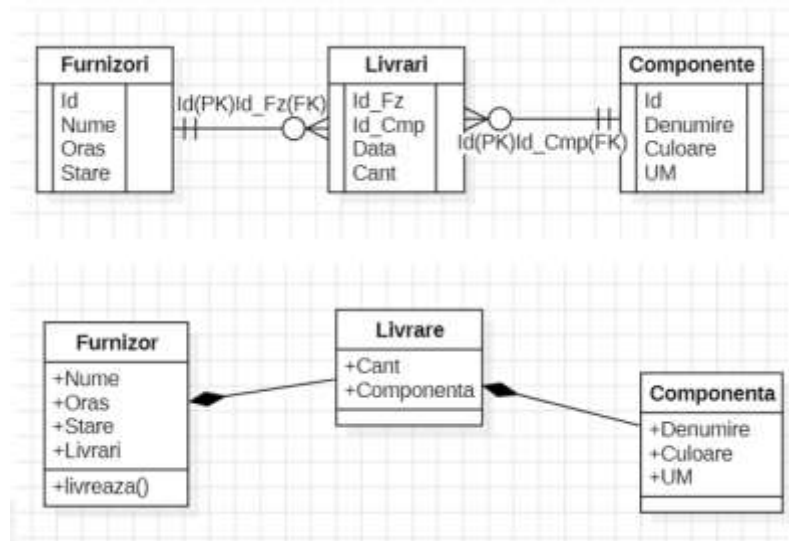 Furnizori
Id
Nume
Oras
Stare
Id(PK)Id_Fz(FK)
Livrari
Id_Fz
Id_Cmp
Data
Cant
Id(PK)Id_Cmp(FK)
Componente
Id
Denumire
Culoare
UM
Furnizor
+Nume
+Oras
+Stare
+Livrari
+livreaza()
Livrare
+Cant
+Componenta
Componenta
+Denumire
+Culoare
+UM